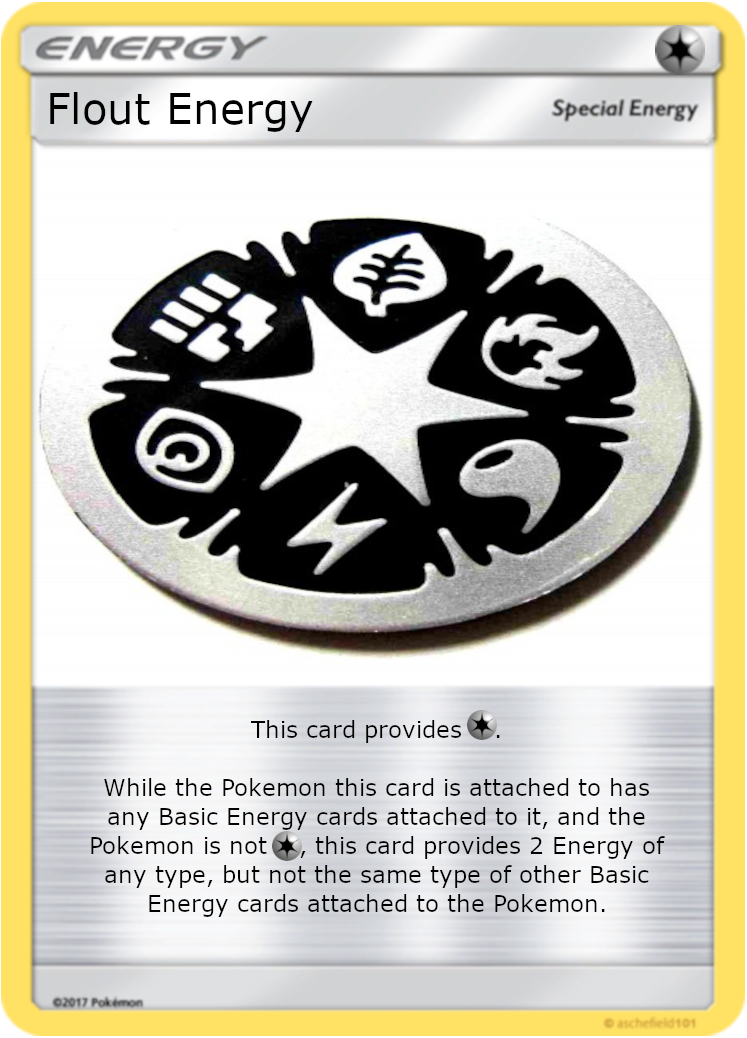 ENERGY
Flout Energy
Special Energy
This card provides .
While the Pokemon this card is attached to has
any Basic Energy cards attached to it, and the
Pokemon is not , this card provides 2 Energy of
any type, but not the same type of other Basic
Energy cards attached to the Pokemon.
©2017 Pokémon
© aschefield101